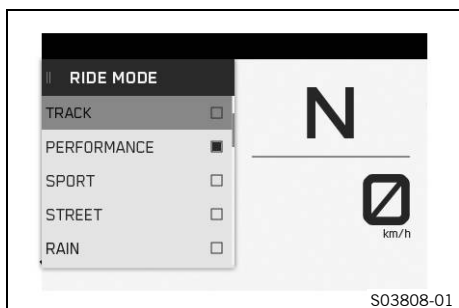 RIDE MODE
TRACK
PERFORMANCE
SPORT
STREET
RAIN
N
0
km/h
S03808-01